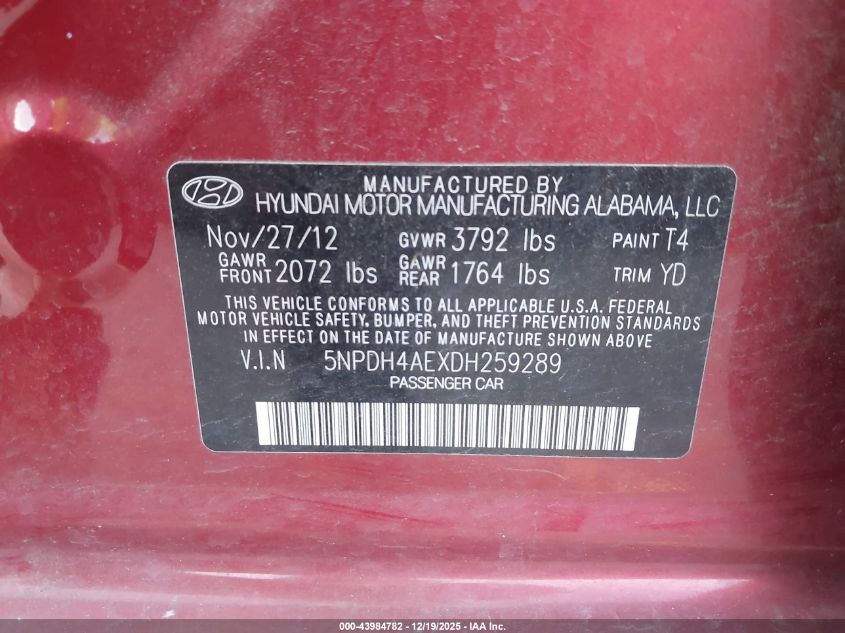 MANUFACTURED BY
HYUNDAI MOTOR MANUFACTURING ALABAMA, LLC
Nov/27/12 GVWR 3792 lbs PAINT T4
GAWR FRONT 2072 lbs GAWR REAR 1764 lbs TRIM YD
THIS VEHICLE CONFORMS TO ALL APPLICABLE U.S.A. FEDERAL
MOTOR VEHICLE SAFETY, BUMPER, AND THEFT PREVENTION STANDARDS
IN EFFECT ON THE DATE OF MANUFACTURE SHOWN ABOVE
V.I.N 5NPDH4AEXDH259289
PASSENGER CAR
000-43984782 - 12/19/2025 - IAA Inc.